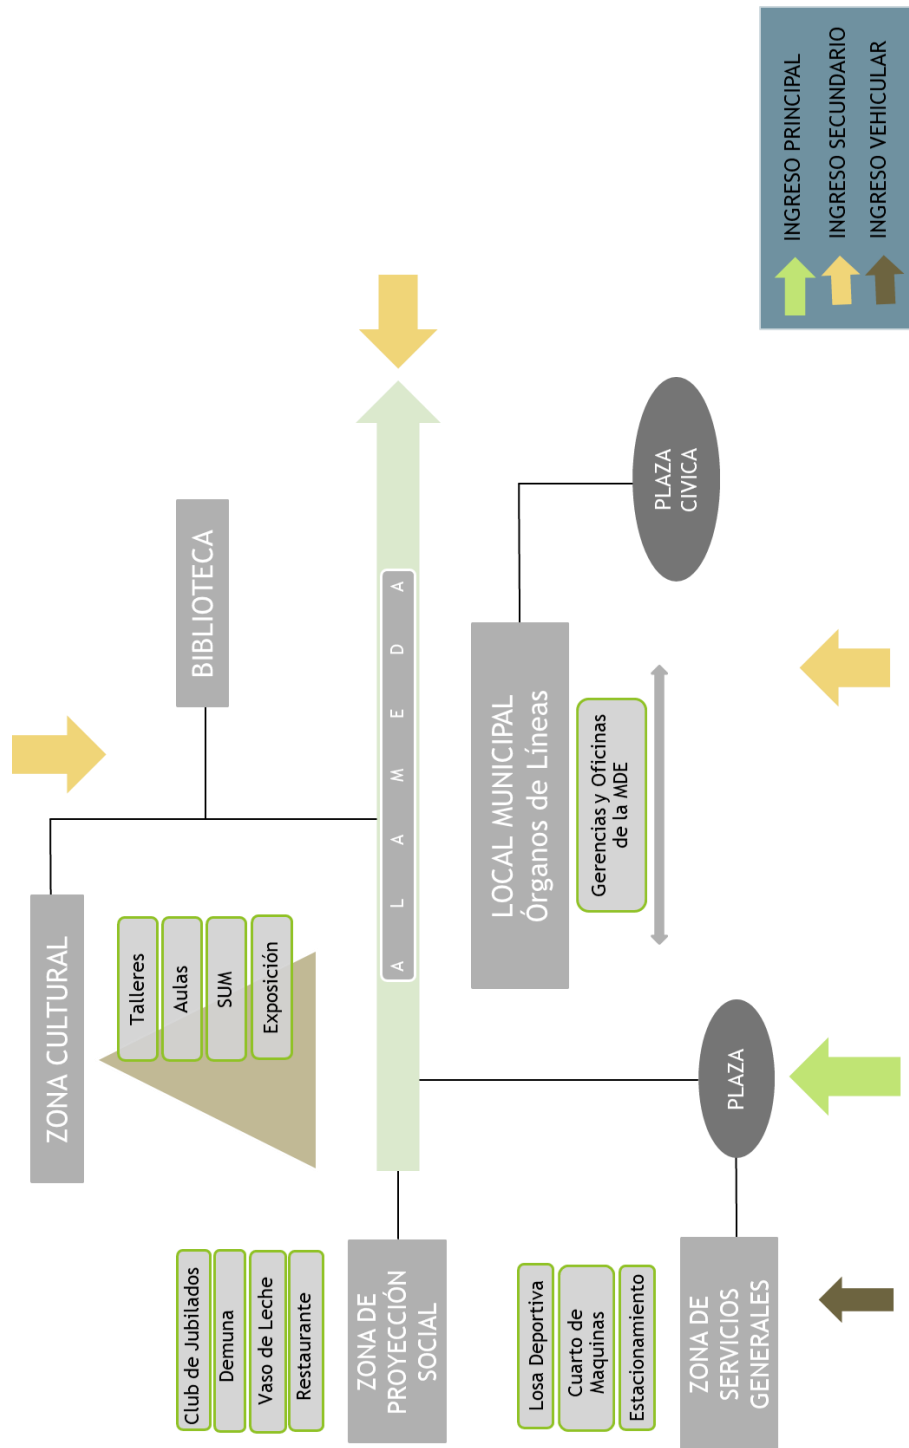 ZONA CULTURAL
Talleres
Aulas
SUM
Exposición
BIBLIOTECA
Club de Jubilados
Demuna
Vaso de Leche
Restaurante
ZONA DE
PROYECCIÓN
SOCIAL
A L A M E D A
Losa Deportiva
Cuarto de
Maquinas
Estacionamiento
ZONA DE
SERVICIOS
GENERALES
PLAZA
LOCAL MUNICIPAL
Órganos de Líneas
Gerencias y Oficinas
de la MDE
PLAZA
CIVICA
INGRESO PRINCIPAL
INGRESO SECUNDARIO
INGRESO VEHICULAR